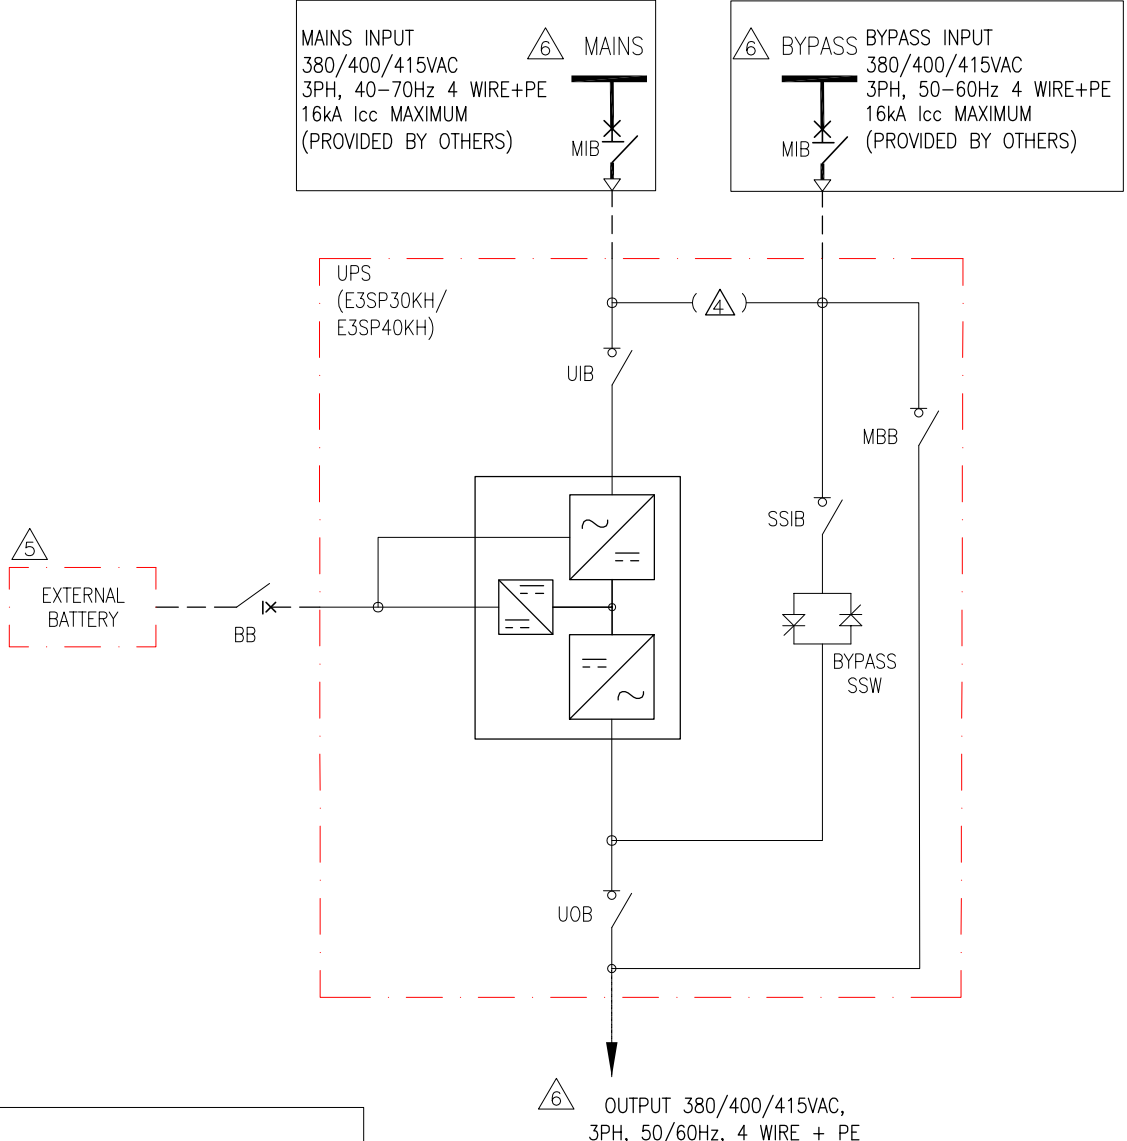 MAINS INPUT
380/400/415VAC
3PH, 40-70Hz 4 WIRE+PE
16kA Icc MAXIMUM
(PROVIDED BY OTHERS)
6
MAINS
MIB
6
BYPASS
MIB
BYPASS INPUT
380/400/415VAC
3PH, 50-60Hz 4 WIRE+PE
16kA Icc MAXIMUM
(PROVIDED BY OTHERS)
UPS
(E3SP30KH/
E3SP40KH)
( 4 )
UIB
MBB
SSIB
5
EXTERNAL
BATTERY
BB
BYPASS
SSW
UOB
6
OUTPUT 380/400/415VAC,
3PH, 50/60Hz, 4 WIRE + PE